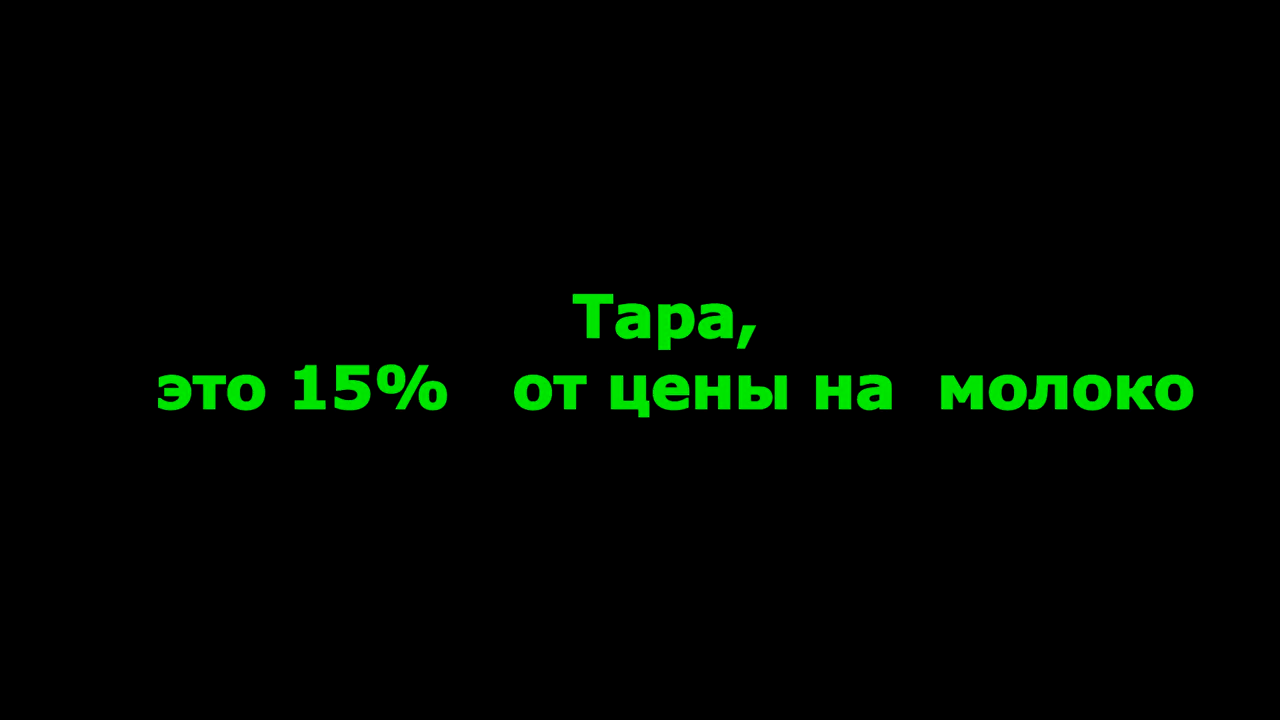 Тара,
это 15% от цены на молоко